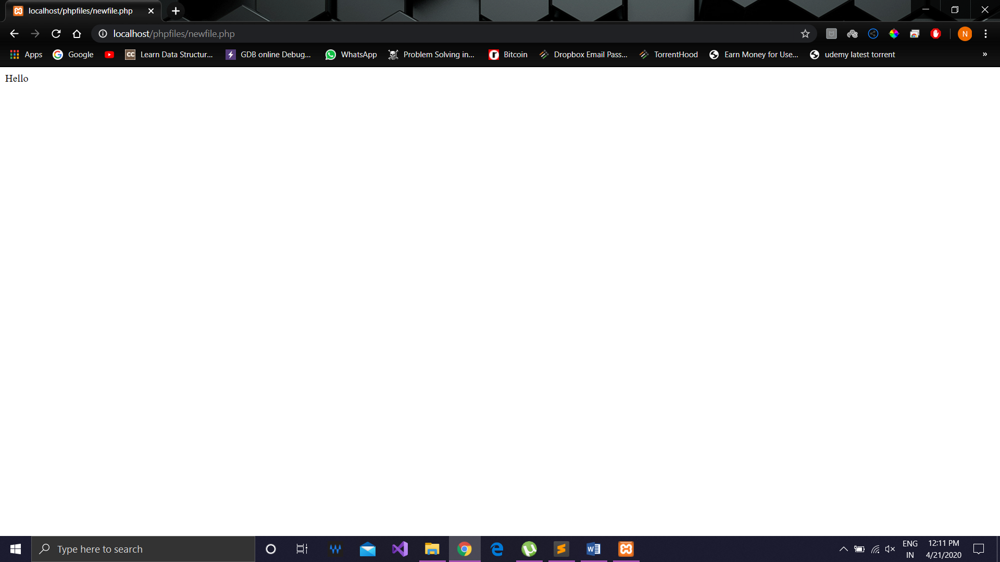 localhost/phpfiles/newfile.php
localhost/phpfiles/newfile.php
N
Apps Google Learn Data Structur... GDB online Debug... WhatsApp Problem Solving in... Bitcoin Dropbox Email Pass... TorrentHood Earn Money for Use... udemy latest torrent »
Hello
Type here to search
ENG
IN
12:11 PM
4/21/2020